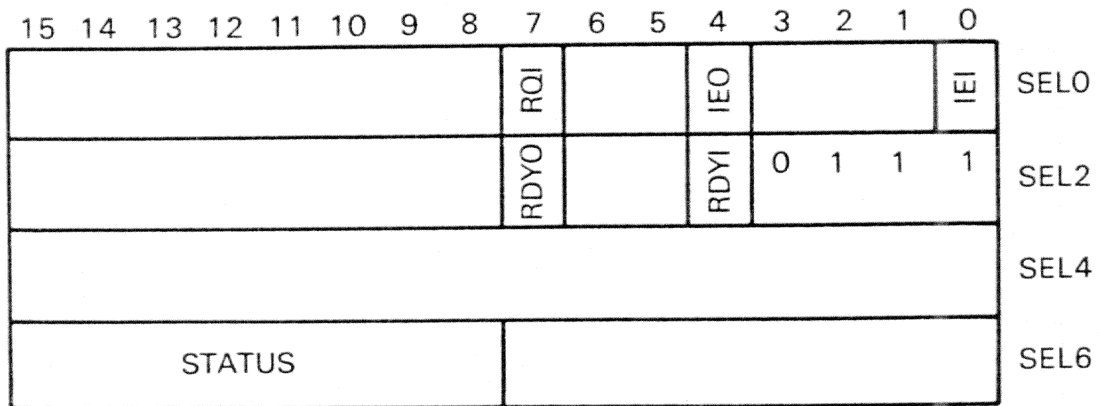 15 14 13 12 11 10 9 8 7 6 5 4 3 2 1 0
RQI IEO IEI SEL0
RDYO RDYI 0 1 1 1 SEL2
SEL4
STATUS SEL6